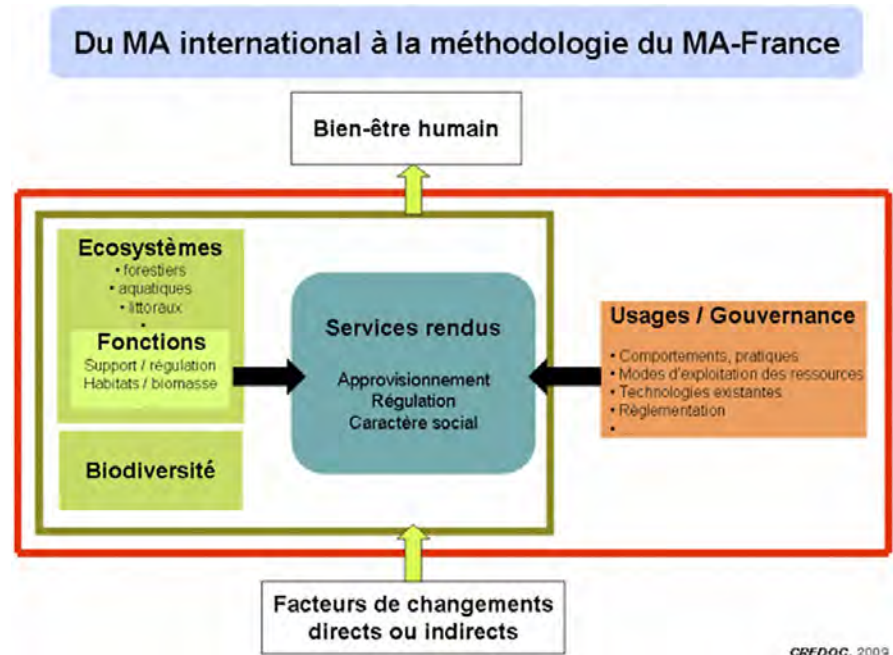 Du MA international à la méthodologie du MA-France
Bien-être humain
Ecosystèmes
• forestiers
• aquatiques
• littoraux
•
Fonctions
Support / régulation
Habitats / biomasse
Biodiversité
Services rendus
Approvisionnement
Régulation
Caractère social
Usages / Gouvernance
• Comportements, pratiques
• Modes d'exploitation des ressources
• Technologies existantes
• Règlementation
•
Facteurs de changements
directs ou indirects
CREDOC, 2009